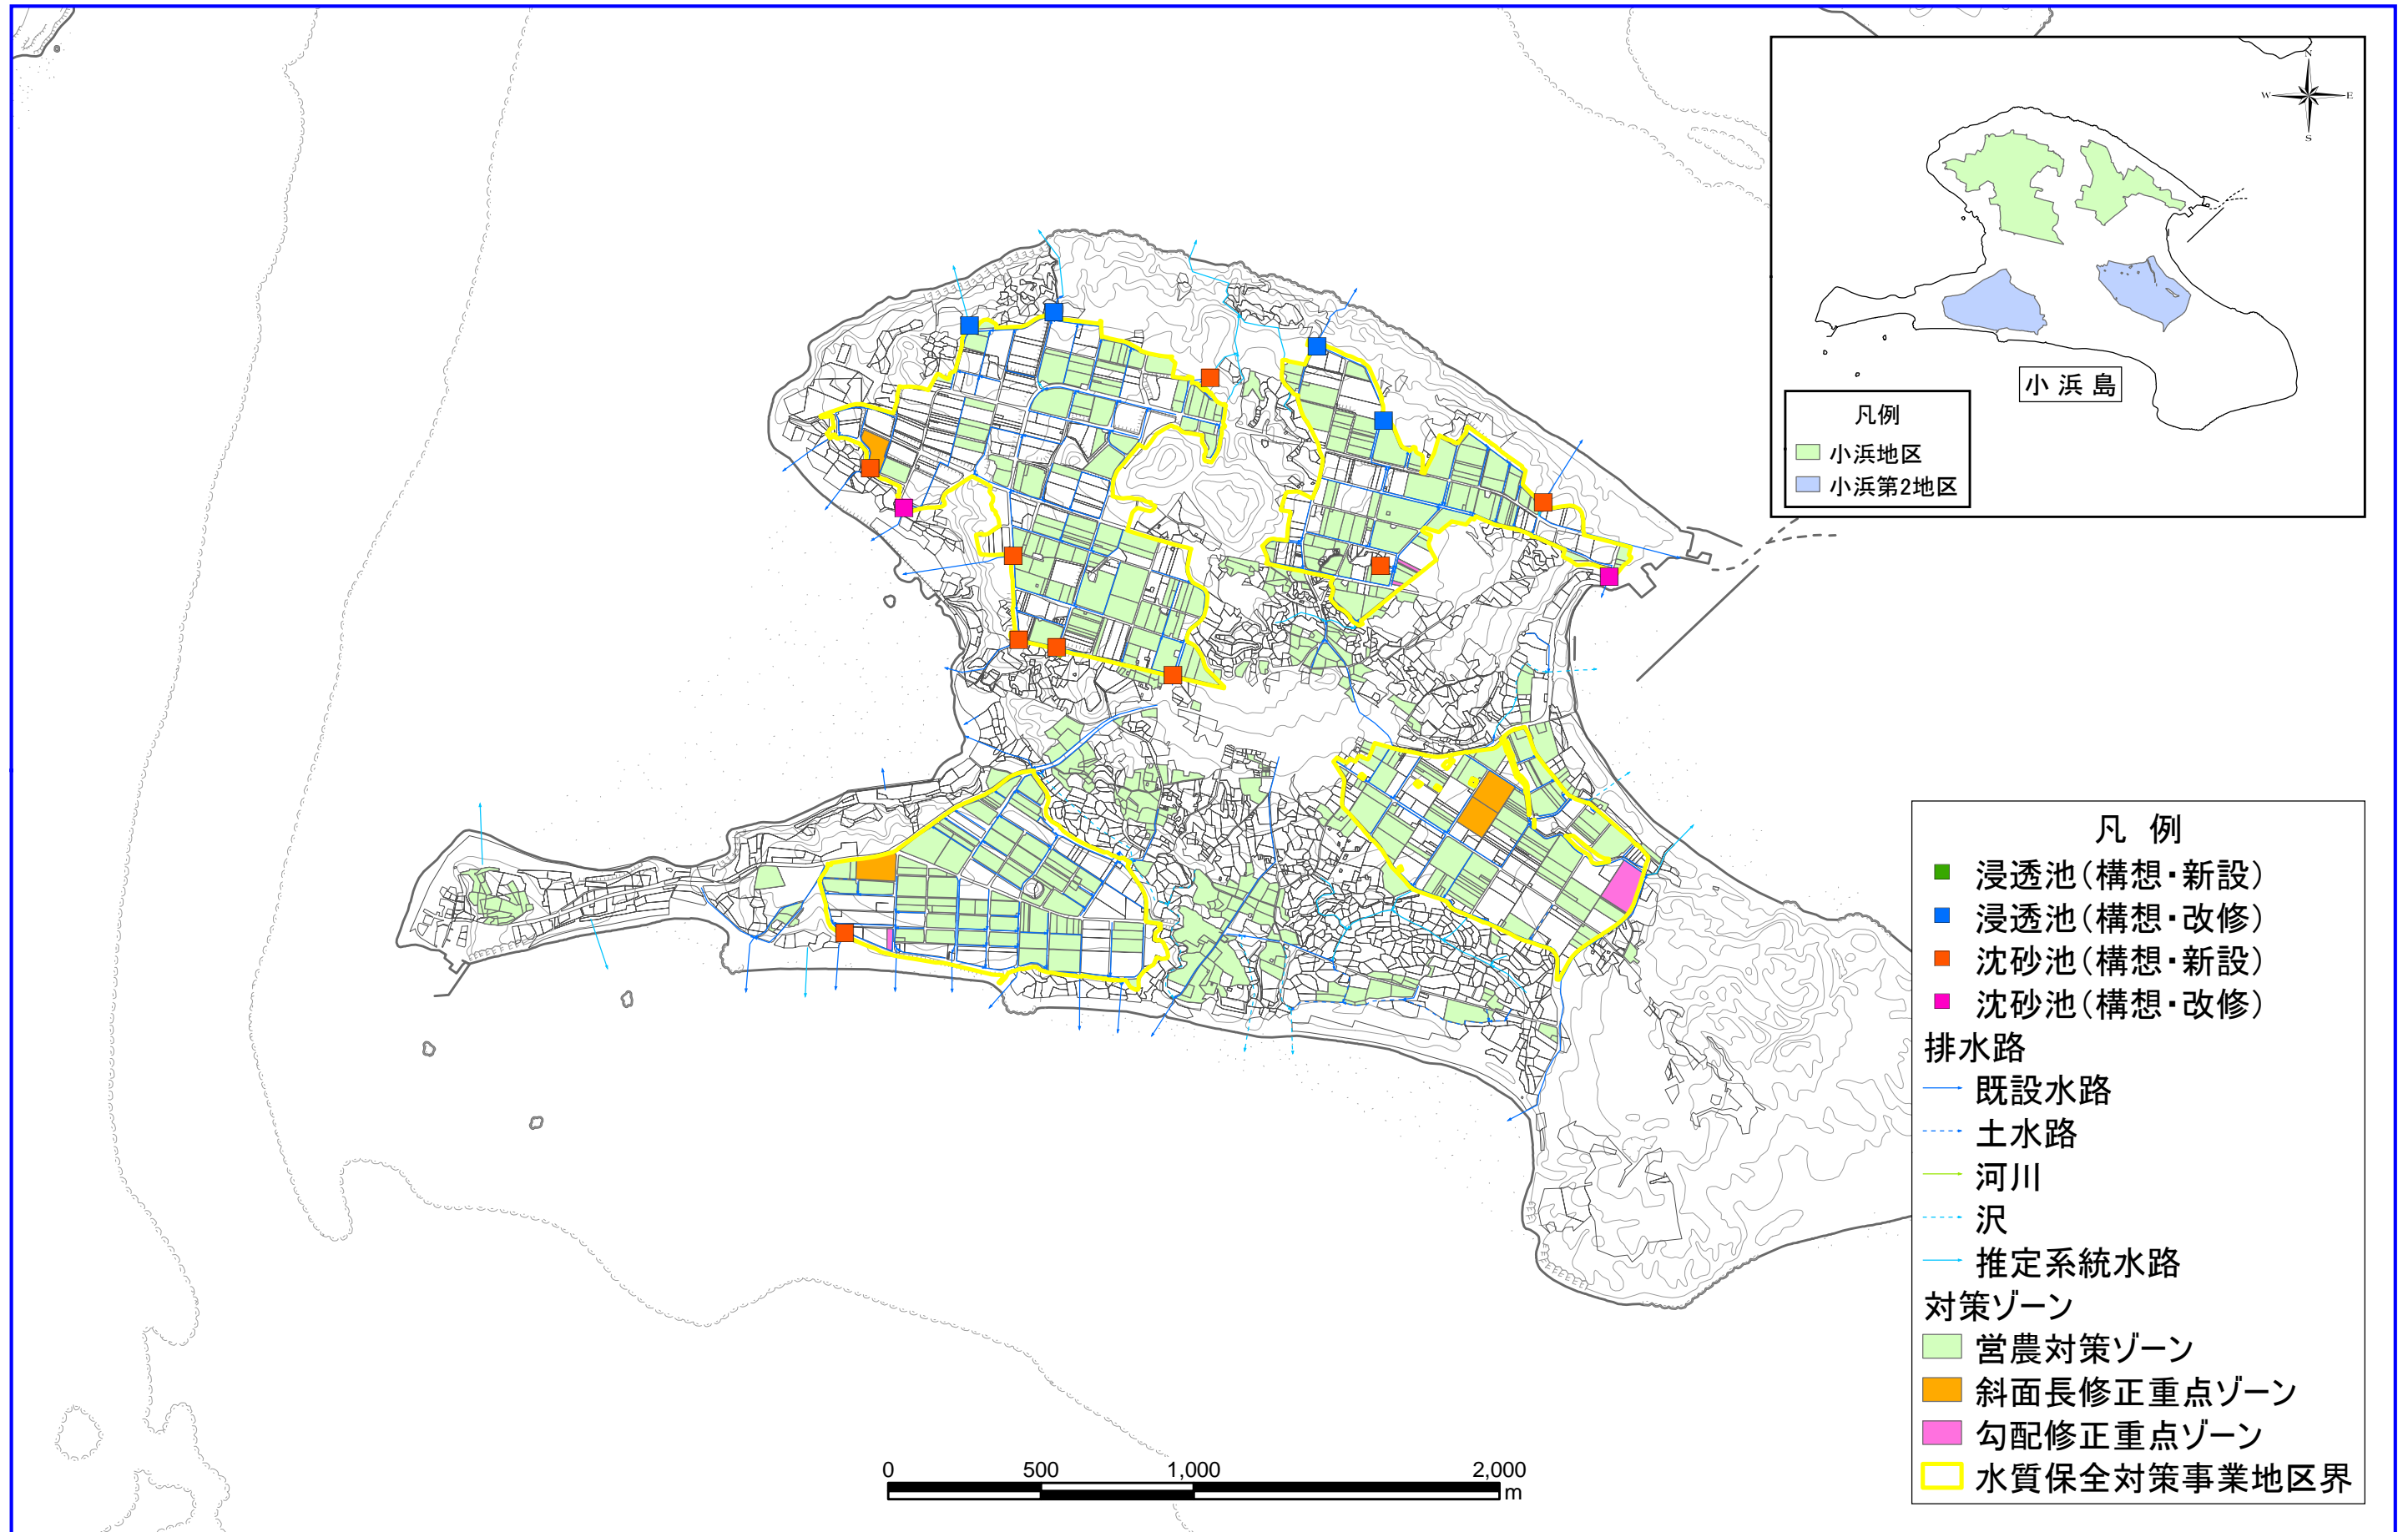 N
W E
S
小浜島
凡例
小浜地区
小浜第2地区
凡 例
浸透池(構想・新設)
浸透池(構想・改修)
沈砂池(構想・新設)
沈砂池(構想・改修)
排水路
既設水路
土水路
河川
沢
推定系統水路
対策ゾーン
営農対策ゾーン
斜面長修正重点ゾーン
勾配修正重点ゾーン
水質保全対策事業地区界
0 500 1,000 2,000
m